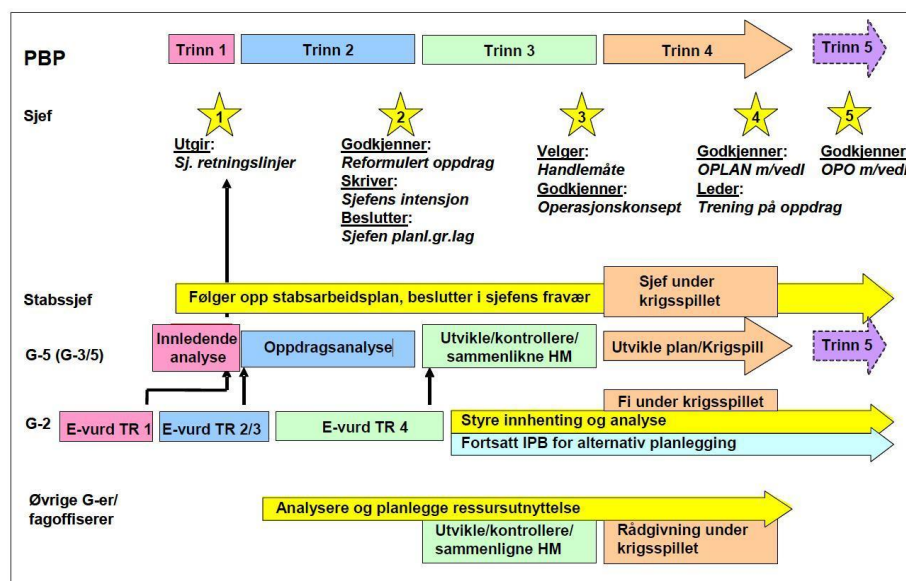 PBP
Trinn 1
Trinn 2
Trinn 3
Trinn 4
Trinn 5
Sjef
1
2
3
4
5
Utgir:
Sj. retningslinjer
Godkjenner:
Reformulert oppdrag
Skriver:
Sjefens intensjon
Beslutter:
Sjefen planl.gr.lag
Velger:
Handlemåte
Godkjenner:
Operasjonskonsept
Godkjenner:
OPLAN m/vedl
Leder:
Trening på oppdrag
Godkjenner:
OPO m/vedl
Stabssjef
Følger opp stabsarbeidsplan, beslutter i sjefens fravær
Sjef under
krigsspillet
G-5 (G-3/5)
Innledende
analyse
Oppdragsanalyse
Utvikle/kontrollere/
sammenlikne HM
Utvikle plan/Krigspill
Trinn 5
G-2
E-vurd TR 1
E-vurd TR 2/3
E-vurd TR 4
Fi under krigsspillet
Styre innhenting og analyse
Fortsatt IPB for alternativ planlegging
Øvrige G-er/
fagoffiserer
Analysere og planlegge ressursutnyttelse
Utvikle/kontrollere/
sammenligne HM
Rådgivning under
krigsspillet